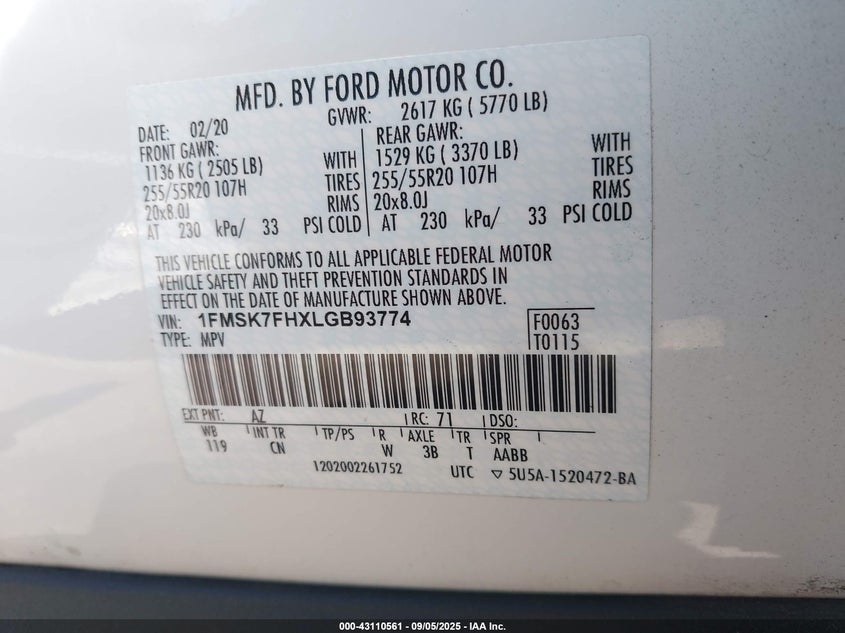 MFD. BY FORD MOTOR CO.
DATE: 02/20 GVWR: 2617 KG ( 5770 LB)
FRONT GAWR: REAR GAWR:
1136 KG ( 2505 LB) WITH 1529 KG ( 3370 LB) WITH
255/55R20 107H TIRES 255/55R20 107H TIRES
20x8.0J RIMS 20x8.0J RIMS
AT 230 kPa/ 33 PSI COLD AT 230 kPa/ 33 PSI COLD
THIS VEHICLE CONFORMS TO ALL APPLICABLE FEDERAL MOTOR
VEHICLE SAFETY AND THEFT PREVENTION STANDARDS IN
EFFECT ON THE DATE OF MANUFACTURE SHOWN ABOVE.
VIN: 1FMSK7FHXLGB93774 F0063
TYPE: MPV T0115
EXT PNT: AZ RC: 71 DSO:
WB INT TR TP/PS R AXLE TR SPR
119 CN W 3B T AABB
1202002261752 UTC ▽ 5U5A-1520472-BA
000-43110561 - 09/05/2025 - IAA Inc.